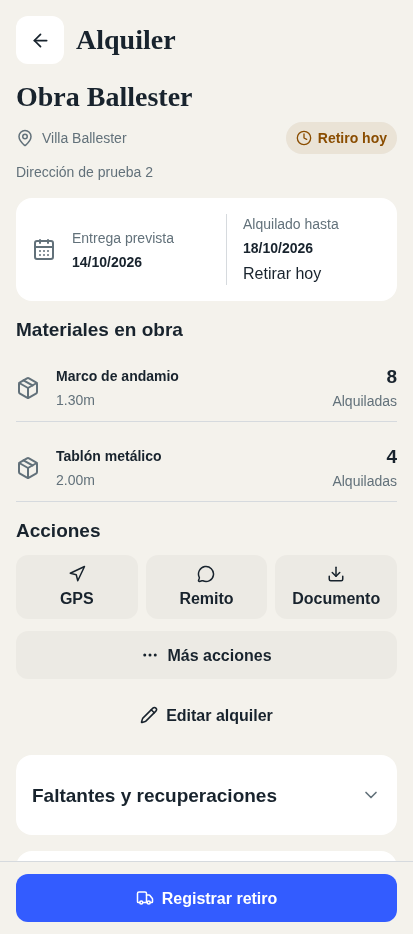 Alquiler
Obra Ballester
Villa Ballester
Retiro hoy
Dirección de prueba 2
Entrega prevista
14/10/2026
Alquilado hasta
18/10/2026
Retirar hoy
Materiales en obra
Marco de andamio
1.30m
8
Alquiladas
Tablón metálico
2.00m
4
Alquiladas
Acciones
GPS
Remito
Documento
Más acciones
Editar alquiler
Faltantes y recuperaciones
Registrar retiro